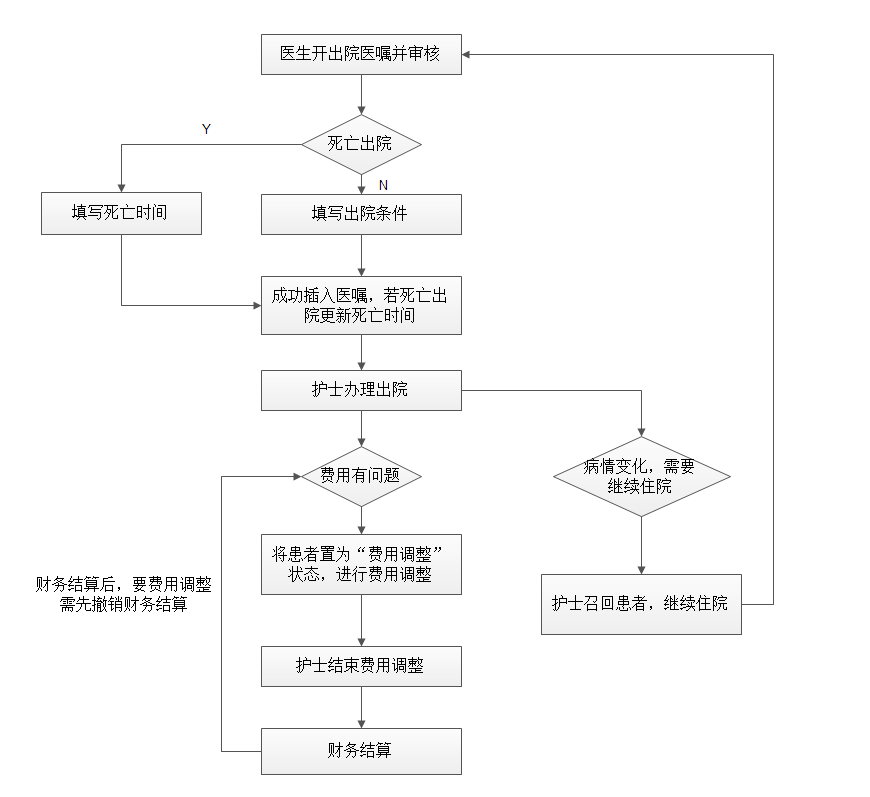 医生开出院医嘱并审核
死亡出院
Y
N
填写死亡时间
填写出院条件
成功插入医嘱，若死亡出
院更新死亡时间
护士办理出院
费用有问题
病情变化，需要
继续住院
将患者置为“费用调整”
状态，进行费用调整
财务结算后，要费用调整
需先撤销财务结算
护士召回患者，继续住院
护士结束费用调整
财务结算